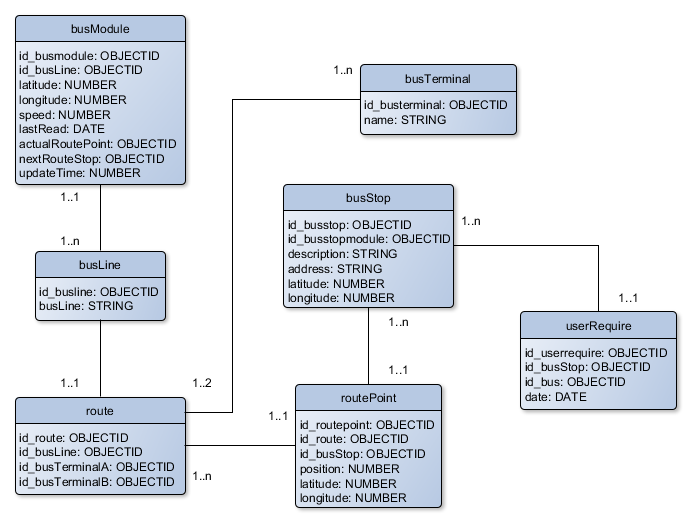 busModule
id_busmodule: OBJECTID
id_busLine: OBJECTID
latitude: NUMBER
longitude: NUMBER
speed: NUMBER
lastRead: DATE
actualRoutePoint: OBJECTID
nextRouteStop: OBJECTID
updateTime: NUMBER
1..1
1..n
busLine
id_busline: OBJECTID
busLine: STRING
1..1
route
id_route: OBJECTID
id_busLine: OBJECTID
id_busTerminalA: OBJECTID
id_busTerminalB: OBJECTID
1..2
1..n
1..n
busTerminal
id_busterminal: OBJECTID
name: STRING
busStop
id_busstop: OBJECTID
id_busstopmodule: OBJECTID
description: STRING
address: STRING
latitude: NUMBER
longitude: NUMBER
1..n
1..n
1..1
1..1
routePoint
id_routepoint: OBJECTID
id_route: OBJECTID
id_busStop: OBJECTID
position: NUMBER
latitude: NUMBER
longitude: NUMBER
1..1
userRequire
id_userrequire: OBJECTID
id_busStop: OBJECTID
id_bus: OBJECTID
date: DATE